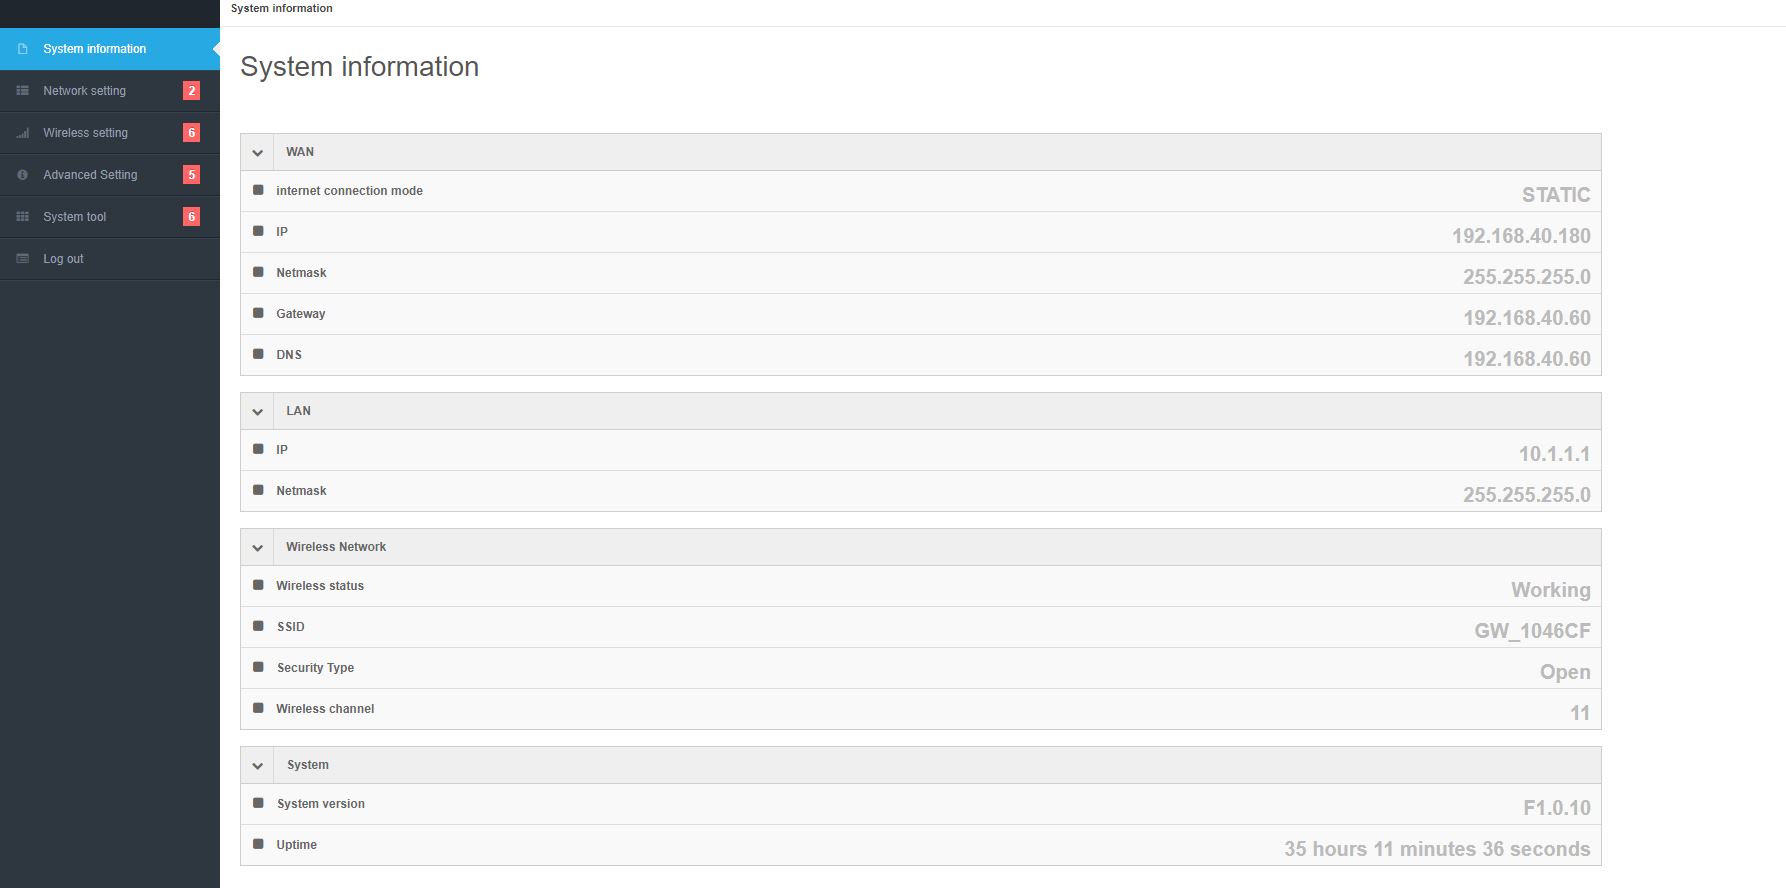 System information
System information
Network setting 2
Wireless setting 6
Advanced Setting 5
System tool 6
Log out
System information
WAN
internet connection mode STATIC
IP 192.168.40.180
Netmask 255.255.255.0
Gateway 192.168.40.60
DNS 192.168.40.60
LAN
IP 10.1.1.1
Netmask 255.255.255.0
Wireless Network
Wireless status Working
SSID GW_1046CF
Security Type Open
Wireless channel 11
System
System version F1.0.10
Uptime 35 hours 11 minutes 36 seconds